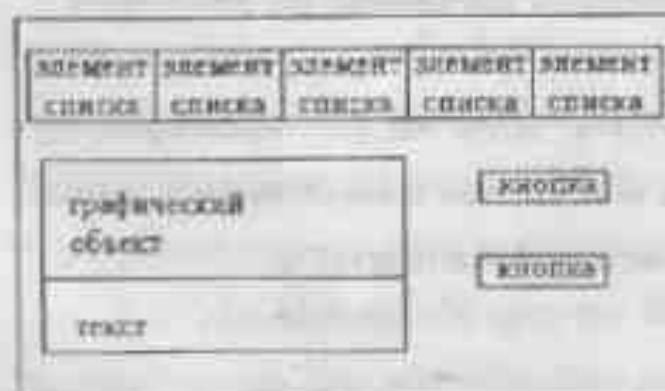 элемент элемент элемент элемент элемент
списка списка списка списка списка
графический
объект
текст
кнопка
кнопка